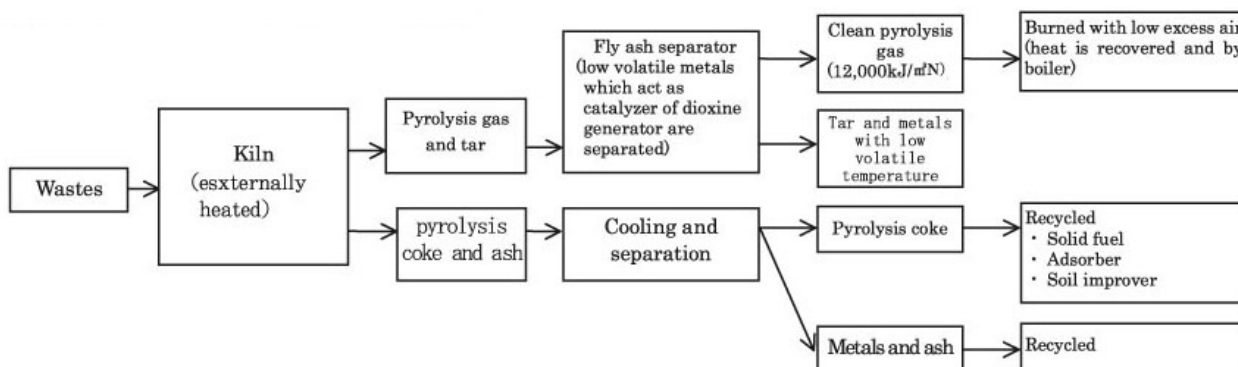 Wastes
Kiln
(esxternally
heated)
Pyrolysis gas
and tar
Fly ash separator
(low volatile metals
which act as
catalyzer of dioxine
generator are
separated)
Clean pyrolysis
gas
(12,000kJ/㎥N)
Burned with low excess air
(heat is recovered and by
boiler)
Tar and metals
with low
volatile
temperature
pyrolysis
coke and ash
Cooling and
separation
Pyrolysis coke
Recycled
・ Solid fuel
・ Adsorber
・ Soil improver
Metals and ash
Recycled